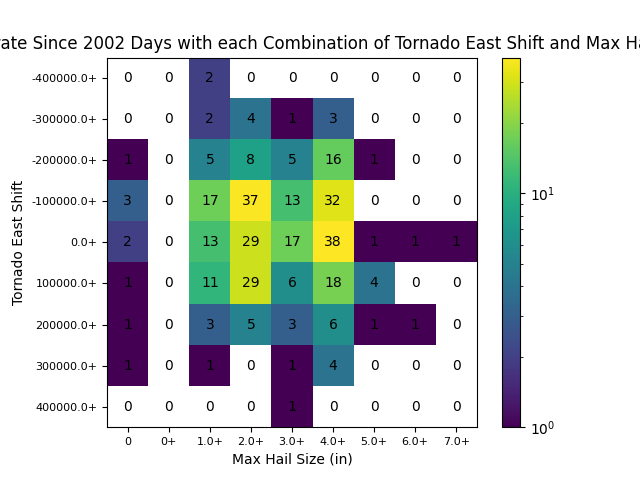 Since 2002 Days with each Combination of Tornado East Shift and Max
-400000.0+ 0 0 2 0 0 0 0 0 0
-300000.0+ 0 0 2 4 1 3 0 0 0
-200000.0+ 1 0 5 8 5 16 1 0 0
-100000.0+ 3 0 17 37 13 32 0 0 0
0.0+ 2 0 13 29 17 38 1 1 1
100000.0+ 1 0 11 29 6 18 4 0 0
200000.0+ 1 0 3 5 3 6 1 1 0
300000.0+ 1 0 1 0 1 4 0 0 0
400000.0+ 0 0 0 0 1 0 0 0 0
0 0+ 1.0+ 2.0+ 3.0+ 4.0+ 5.0+ 6.0+ 7.0+
Max Hail Size (in)
Tornado East Shift
10¹
10⁰